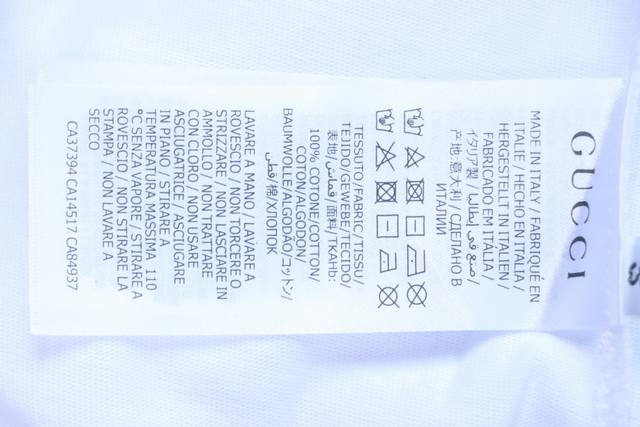 GUCCI
MADE IN ITALY / FABRIQUÉ EN
ITALIE / HECHO EN ITALIA /
HERGESTELLT IN ITALIEN /
FABRICADO EM ITALIA /
イタリア製 / صنع في إيطاليا /
产地:意大利 / СДЕЛАНО В
ИТАЛИИ
TESSUTO/FABRIC/TISSU/
TEJIDO/GEWEBE/TECIDO/
表地/قماش/面料/ТКАНЬ:
100% COTONE/COTTON/
COTON/ALGODON/
BAUMWOLLE/ALGODÃO/コットン/
قطن/棉/ХЛОПОК
LAVARE A MANO / LAVARE A
ROVESCIO / NON TORCERE O
STRIZZARE / NON LASCIARE IN
AMMOLLO / NON TRATTARE
CON CLORO / NON USARE
ASCIUGATRICE / ASCIUGARE
IN PIANO / STIRARE A
TEMPERATURA MASSIMA 110
°C SENZA VAPORE / STIRARE A
ROVESCIO / NON STIRARE LA
STAMPA / NON LAVARE A
SECCO
CA37394 CA14517 CA84937